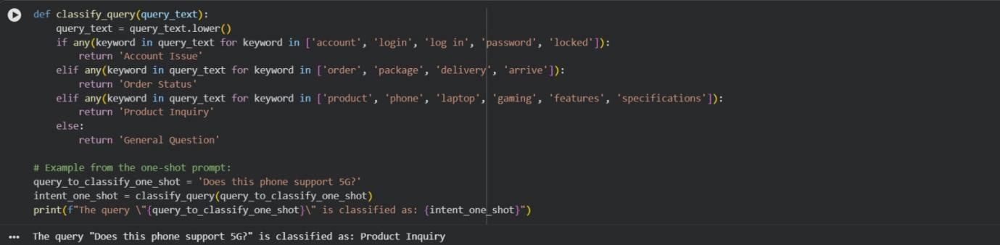 def classify_query(query_text):
    query_text = query_text.lower()
    if any(keyword in query_text for keyword in ['account', 'login', 'log in', 'password', 'locked']):
        return 'Account Issue'
    elif any(keyword in query_text for keyword in ['order', 'package', 'delivery', 'arrive']):
        return 'Order Status'
    elif any(keyword in query_text for keyword in ['product', 'phone', 'laptop', 'gaming', 'features', 'specifications']):
        return 'Product Inquiry'
    else:
        return 'General Question'

# Example from the one-shot prompt:
query_to_classify_one_shot = 'Does this phone support 5G?'
intent_one_shot = classify_query(query_to_classify_one_shot)
print(f"The query \"{query_to_classify_one_shot}\" is classified as: {intent_one_shot}")
... The query "Does this phone support 5G?" is classified as: Product Inquiry